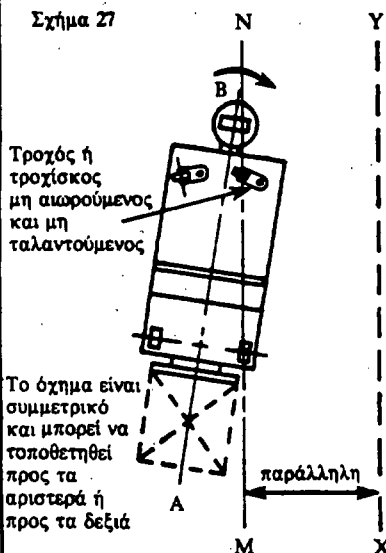 Σχήμα 27
N
Y
B
Τροχός ή
τροχίσκος
μη αιωρούμενος
και μη
ταλαντούμενος
Το όχημα είναι
συμμετρικό
και μπορεί να
τοποθετηθεί
προς τα
αριστερά ή
προς τα δεξιά
παράλληλη
A
M
X